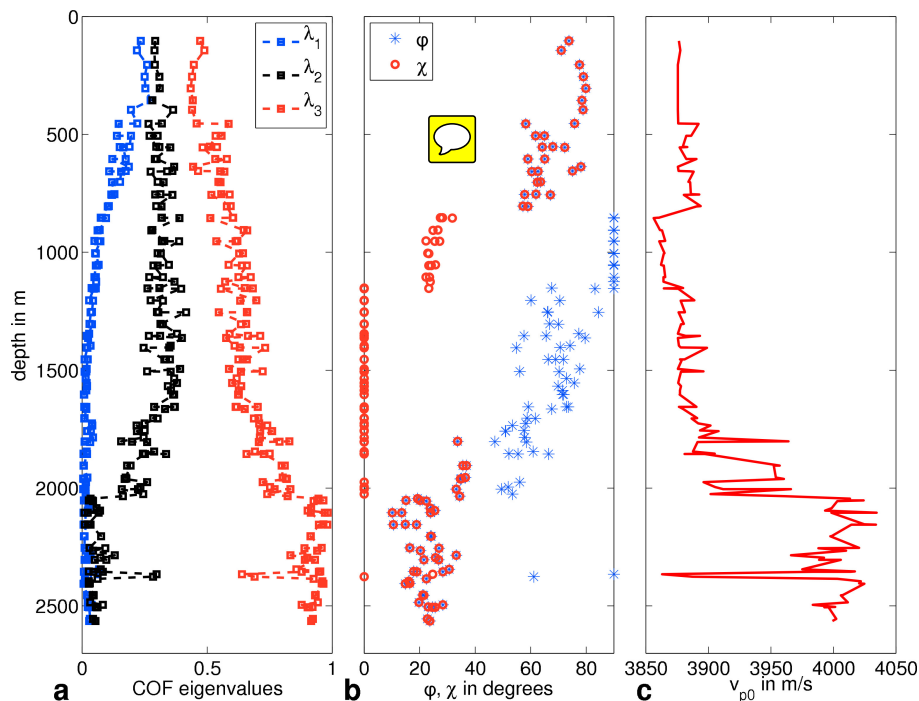 λ1
λ2
λ3
φ
χ
0
500
1000
1500
2000
2500
depth in m
0
0.5
1
0
20
40
60
80
3850
3900
3950
4000
4050
a
COF eigenvalues
b
φ, χ in degrees
c
vp0 in m/s